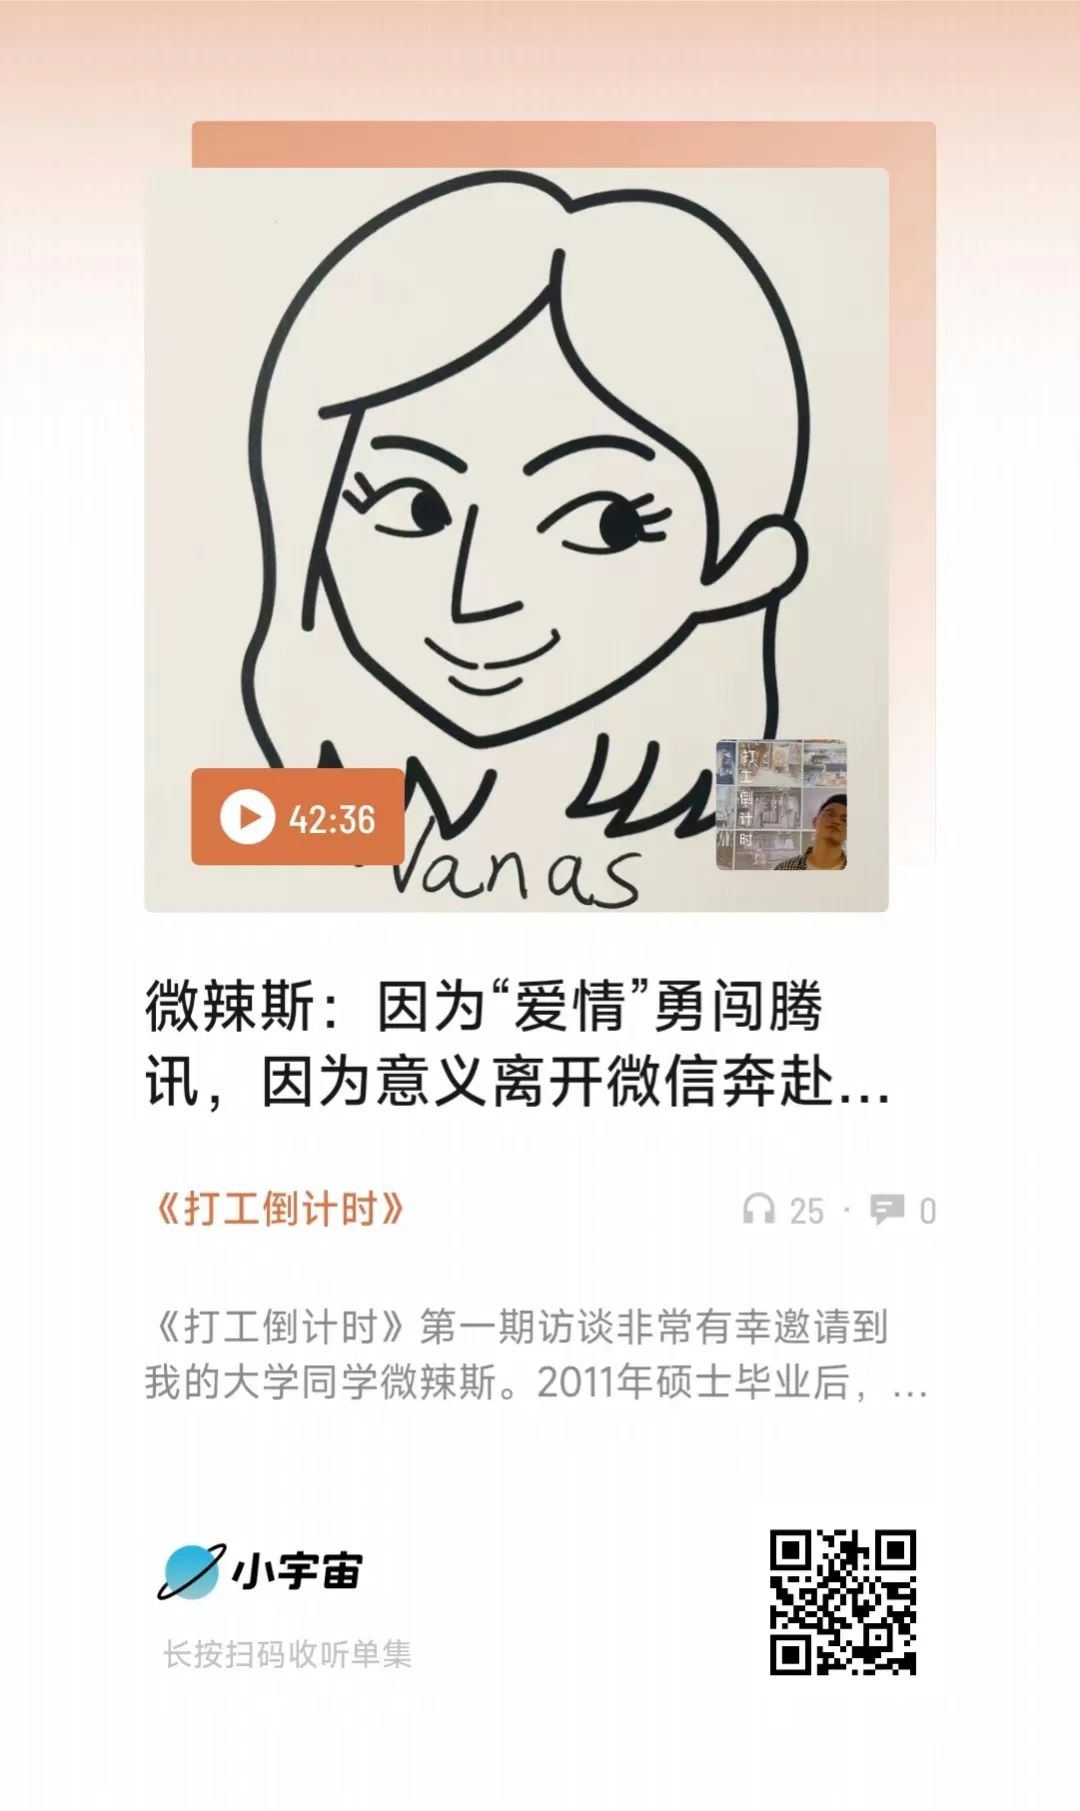 打工倒计时
42:36
Nanas
微辣斯：因为“爱情”勇闯腾
讯，因为意义离开微信奔赴...
《打工倒计时》
25 · 0
《打工倒计时》第一期访谈非常有幸邀请到
我的大学同学微辣斯。2011年硕士毕业后，...
小宇宙
长按扫码收听单集